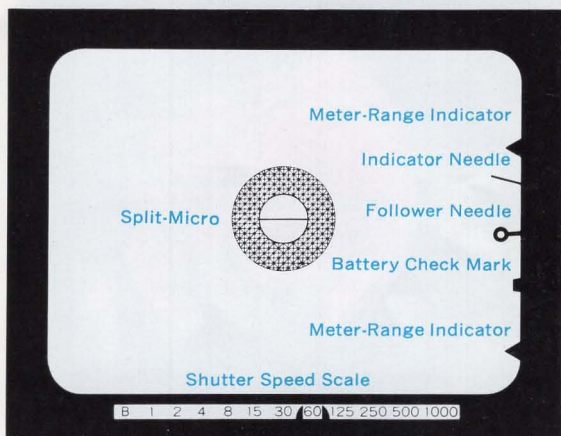 Meter-Range Indicator
Indicator Needle
Split-Micro
Follower Needle
Battery Check Mark
Meter-Range Indicator
Shutter Speed Scale
B 1 2 4 8 15 30 60 125 250 500 1000